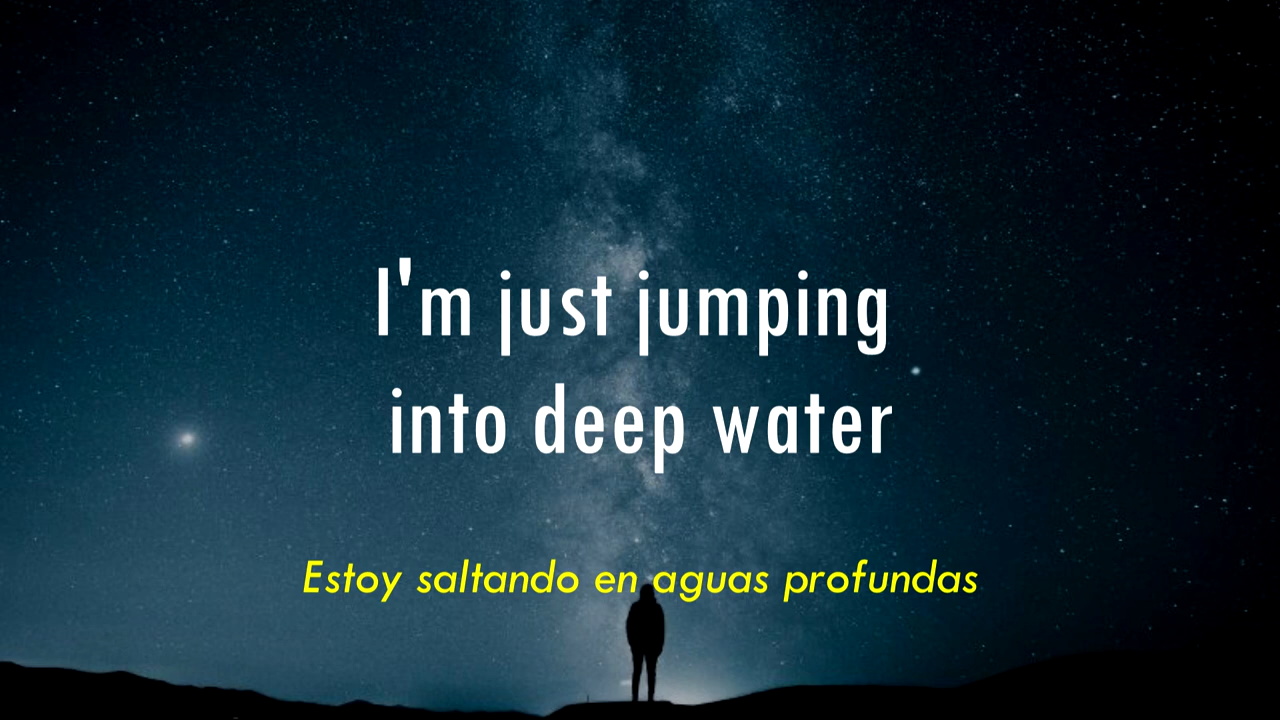 I'm just jumping
into deep water
Estoy saltando en aguas profundas